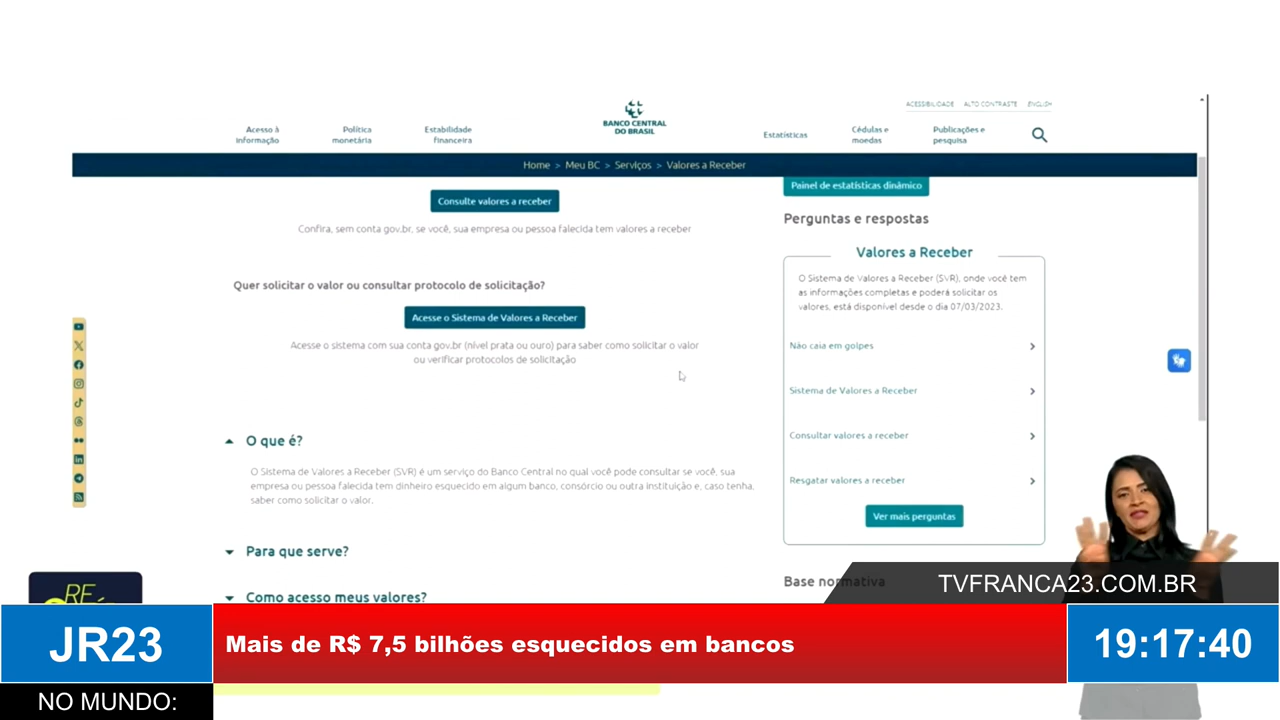 ACESSIBILIDADE ALTO CONTRASTE ENGLISH
Acesso à
informação
Política
monetária
Estabilidade
financeira
BANCO CENTRAL
DO BRASIL
Estatísticas
Cédulas e
moedas
Publicações e
pesquisa
Home > Meu BC > Serviços > Valores a Receber
Consulte valores a receber
Confira, sem conta gov.br, se você, sua empresa ou pessoa falecida tem valores a receber
Quer solicitar o valor ou consultar protocolo de solicitação?
Acesse o Sistema de Valores a Receber
Acesse o sistema com sua conta gov.br (nível prata ou ouro) para saber como solicitar o valor
ou verificar protocolos de solicitação
O que é?
O Sistema de Valores a Receber (SVR) é um serviço do Banco Central no qual você pode consultar se você, sua
empresa ou pessoa falecida tem dinheiro esquecido em algum banco, consórcio ou outra instituição e, caso tenha,
saber como solicitar o valor.
Para que serve?
Como acesso meus valores?
Painel de estatísticas dinâmico
Perguntas e respostas
Valores a Receber
O Sistema de Valores a Receber (SVR), onde você tem
as informações completas e poderá solicitar os
valores, está disponível desde o dia 07/03/2023.
Não caia em golpes
Sistema de Valores a Receber
Consultar valores a receber
Resgatar valores a receber
Ver mais perguntas
Base normativa
TVFRANCA23.COM.BR
JR23
Mais de R$ 7,5 bilhões esquecidos em bancos
19:17:40
NO MUNDO: